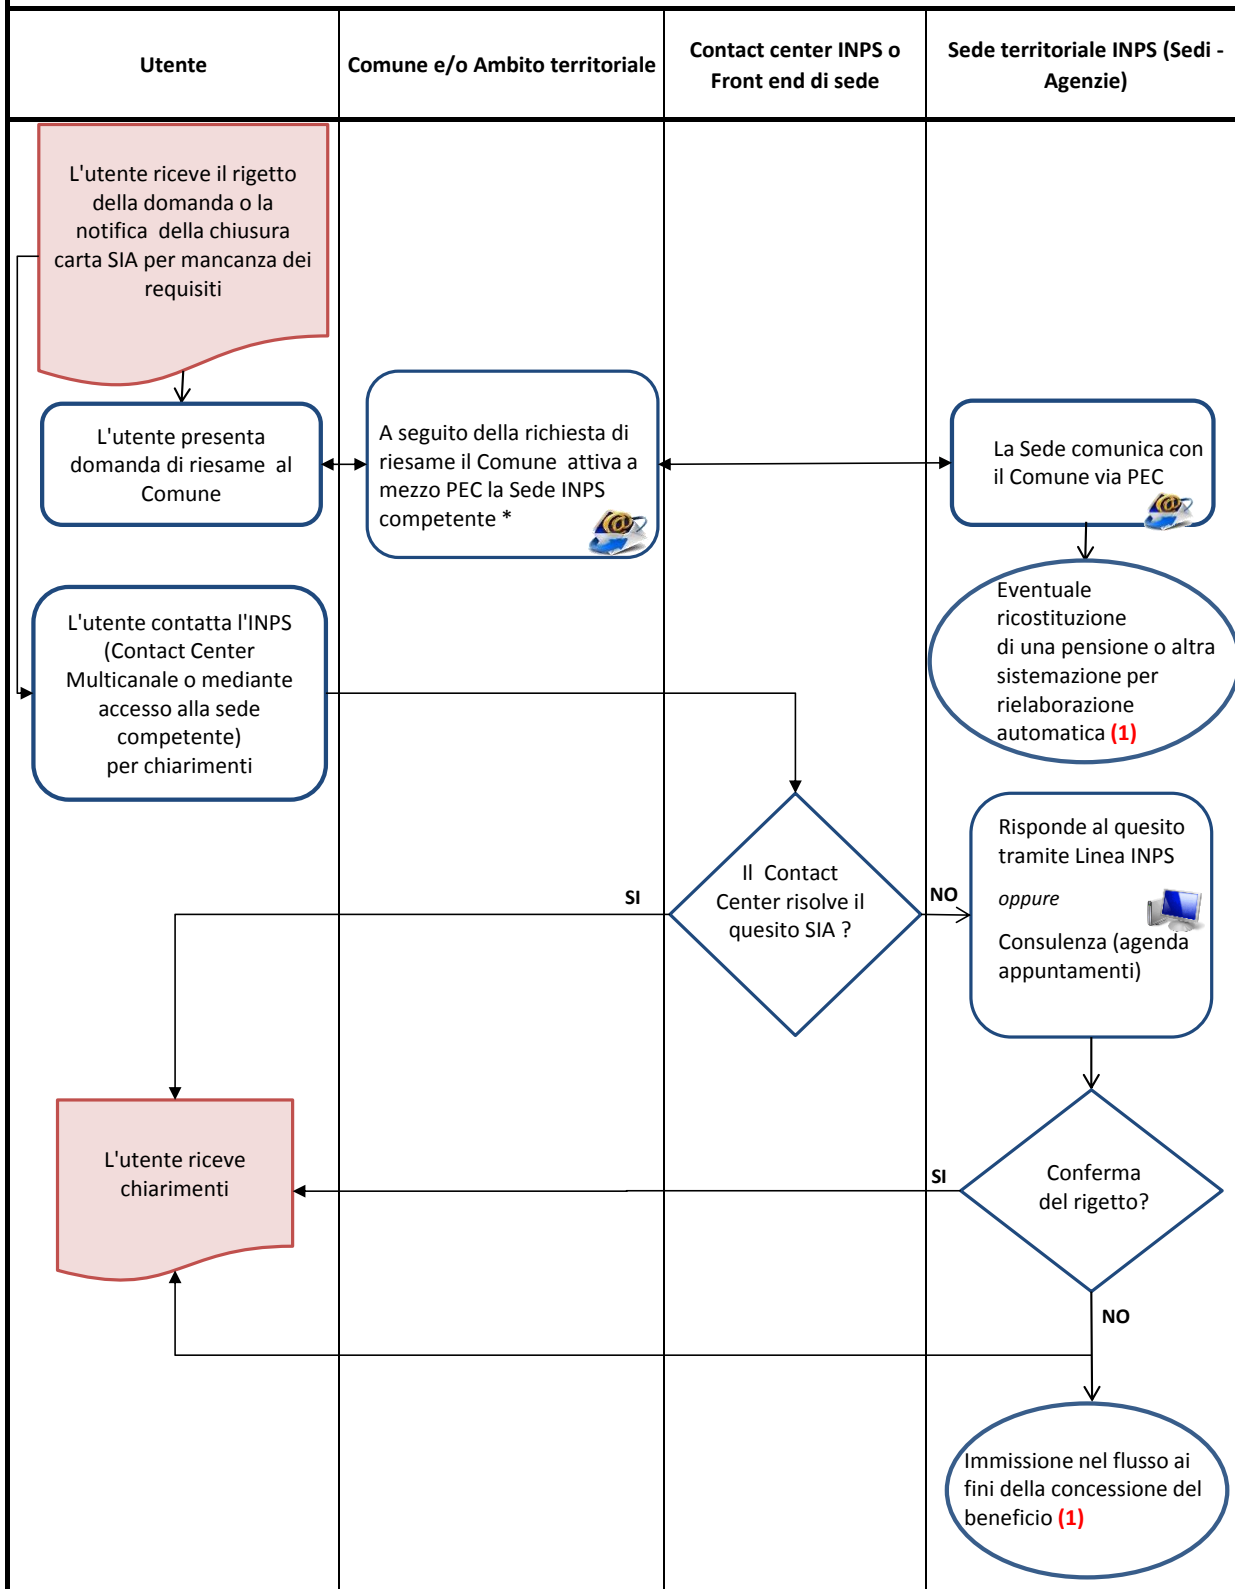 Utente
Comune e/o Ambito territoriale
Contact center INPS o
Front end di sede
Sede territoriale INPS (Sedi -
Agenzie)
L'utente riceve il rigetto
della domanda o la
notifica della chiusura
carta SIA per mancanza dei
requisiti
L'utente presenta
domanda di riesame al
Comune
A seguito della richiesta di
riesame il Comune attiva a
mezzo PEC la Sede INPS
competente *
La Sede comunica con
il Comune via PEC
Eventuale
ricostituzione
di una pensione o altra
sistemazione per
rielaborazione
automatica (1)
L'utente contatta l'INPS
(Contact Center
Multicanale o mediante
accesso alla sede
competente)
per chiarimenti
Il Contact
Center risolve il
quesito SIA ?
SI
NO
Risponde al quesito
tramite Linea INPS
oppure
Consulenza (agenda
appuntamenti)
L'utente riceve
chiarimenti
SI
Conferma
del rigetto?
NO
Immissione nel flusso ai
fini della concessione del
beneficio (1)